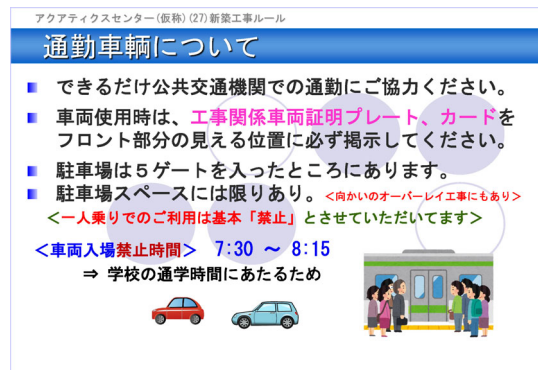 アクアティクスセンター(仮称)(27)新築工事ルール
通勤車輌について
できるだけ公共交通機関での通勤にご協力ください。
車両使用時は、工事関係車両証明プレート、カードを
フロント部分の見える位置に必ず掲示してください。
駐車場は５ゲートを入ったところにあります。
駐車場スペースには限りあり。＜向かいのオーバーレイ工事にもあり＞
＜一人乗りでのご利用は基本「禁止」とさせていただいてます＞
＜車両入場禁止時間＞ 7:30 ～ 8:15
⇒ 学校の通学時間にあたるため